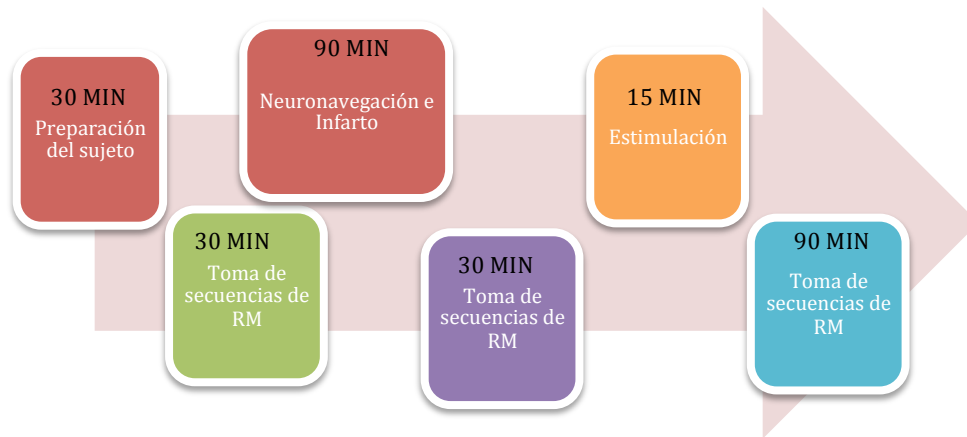 30 MIN
Preparación
del sujeto
30 MIN
Toma de
secuencias de
RM
90 MIN
Neuronavegación e
Infarto
30 MIN
Toma de
secuencias de
RM
15 MIN
Estimulación
90 MIN
Toma de
secuencias de
RM